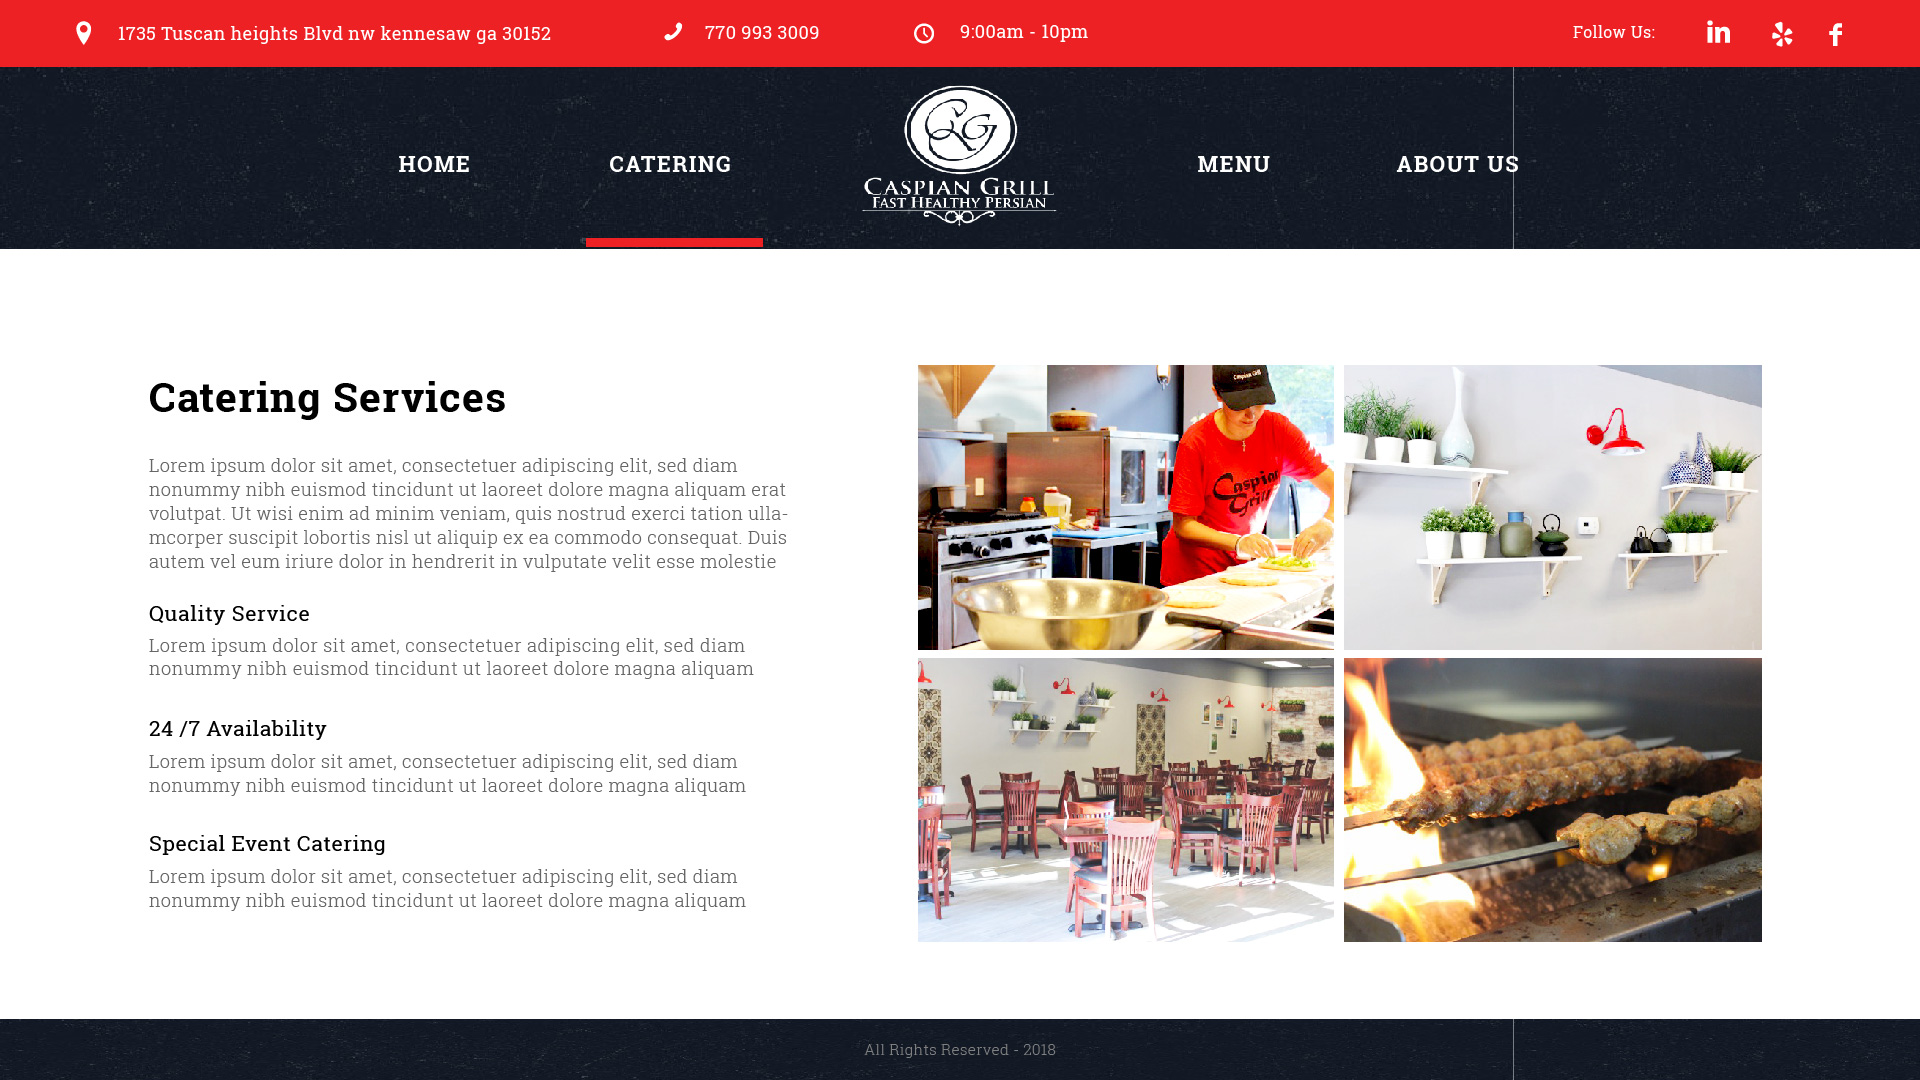 1735 Tuscan heights Blvd nw kennesaw ga 30152
770 993 3009
9:00am - 10pm
Follow Us:
HOME
CATERING
CG
CASPIAN GRILL
FAST HEALTHY PERSIAN
MENU
ABOUT US
Catering Services
Lorem ipsum dolor sit amet, consectetuer adipiscing elit, sed diam
nonummy nibh euismod tincidunt ut laoreet dolore magna aliquam erat
volutpat. Ut wisi enim ad minim veniam, quis nostrud exerci tation ulla-
mcorper suscipit lobortis nisl ut aliquip ex ea commodo consequat. Duis
autem vel eum iriure dolor in hendrerit in vulputate velit esse molestie
Quality Service
Lorem ipsum dolor sit amet, consectetuer adipiscing elit, sed diam
nonummy nibh euismod tincidunt ut laoreet dolore magna aliquam
24 /7 Availability
Lorem ipsum dolor sit amet, consectetuer adipiscing elit, sed diam
nonummy nibh euismod tincidunt ut laoreet dolore magna aliquam
Special Event Catering
Lorem ipsum dolor sit amet, consectetuer adipiscing elit, sed diam
nonummy nibh euismod tincidunt ut laoreet dolore magna aliquam
Caspian Grill
Caspian
Grill
All Rights Reserved - 2018